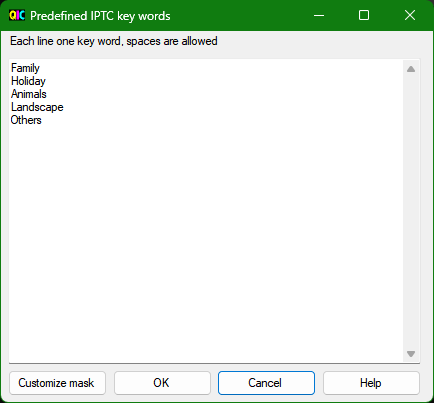 QIC Predefined IPTC key words
Each line one key word, spaces are allowed
Family
Holiday
Animals
Landscape
Others
Customize mask OK Cancel Help